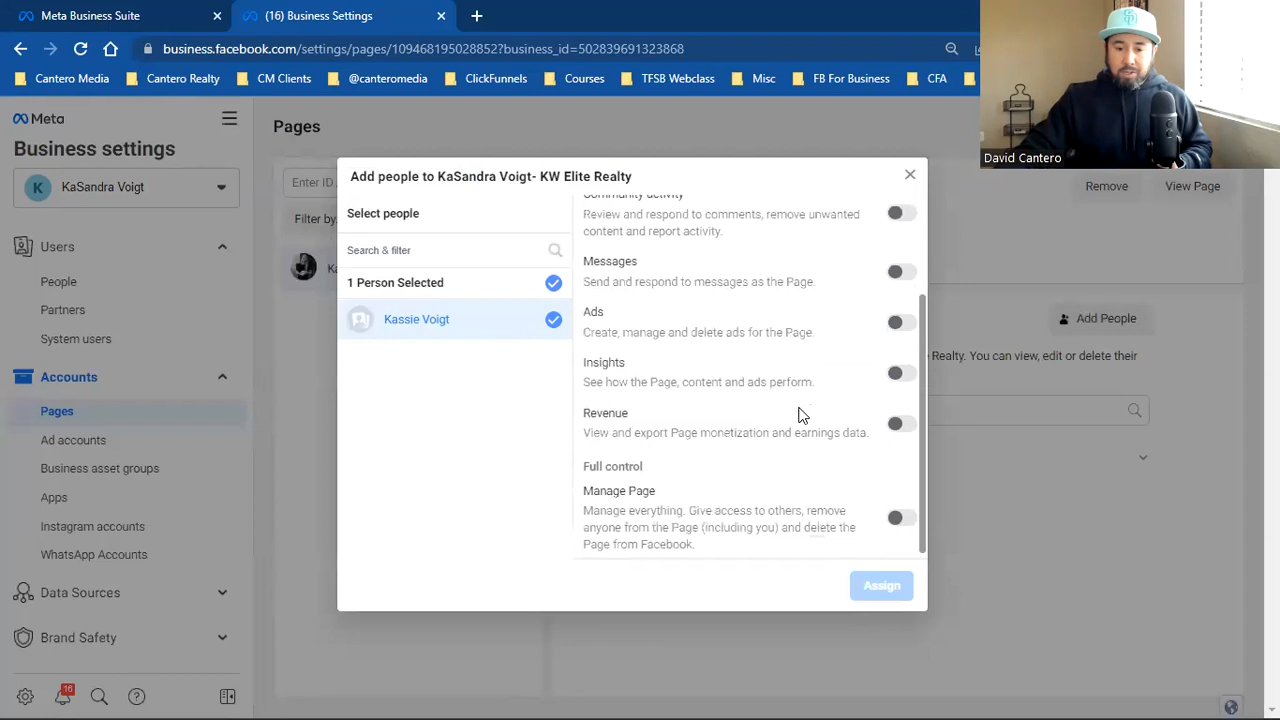 Meta Business Suite
(16) Business Settings
business.facebook.com/settings/pages/109468195028852?business_id=502839691323868
Cantero Media
Cantero Realty
CM Clients
@canteromedia
ClickFunnels
Courses
TFSB Webclass
Misc
FB For Business
CFA
David Cantero
Meta
Business settings
K
KaSandra Voigt
Users
People
Partners
System users
Accounts
Pages
Ad accounts
Business asset groups
Apps
Instagram accounts
WhatsApp Accounts
Data Sources
Brand Safety
16
Pages
Enter ID
Filter by
Remove
View Page
Add People
Realty. You can view, edit or delete their
Add people to KaSandra Voigt- KW Elite Realty
Select people
Search & filter
1 Person Selected
Kassie Voigt
Community activity
Review and respond to comments, remove unwanted
content and report activity.
Messages
Send and respond to messages as the Page.
Ads
Create, manage and delete ads for the Page.
Insights
See how the Page, content and ads perform.
Revenue
View and export Page monetization and earnings data.
Full control
Manage Page
Manage everything. Give access to others, remove
anyone from the Page (including you) and delete the
Page from Facebook.
Assign